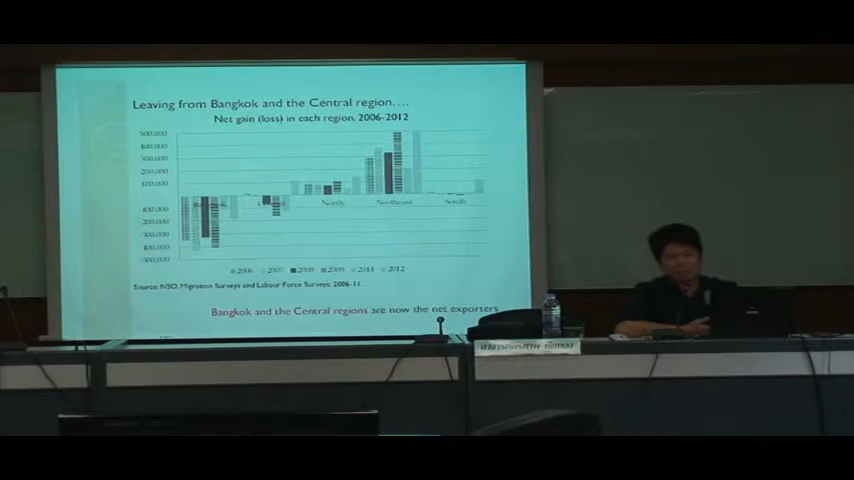 Leaving from Bangkok and the Central region....
Net gain (loss) in each region, 2006-2012
500,000
400,000
300,000
200,000
100,000
-100,000
-200,000
-300,000
-400,000
-500,000
North
Northeast
South
2006 2007 2008 2009 2011 2012
Source: NSO, Migration Surveys and Labour Force Surveys, 2006-11.
Bangkok and the Central regions are now the net exporters